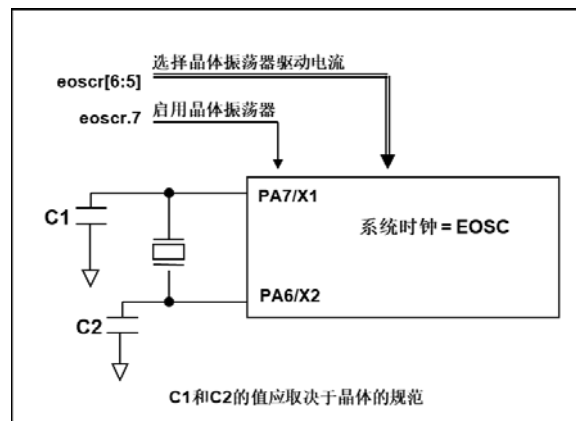 选择晶体振荡器驱动电流
eoscr[6:5]
eoscr.7 启用晶体振荡器
PA7/X1
C1
系统时钟 = EOSC
PA6/X2
C2
C1和C2的值应取决于晶体的规范